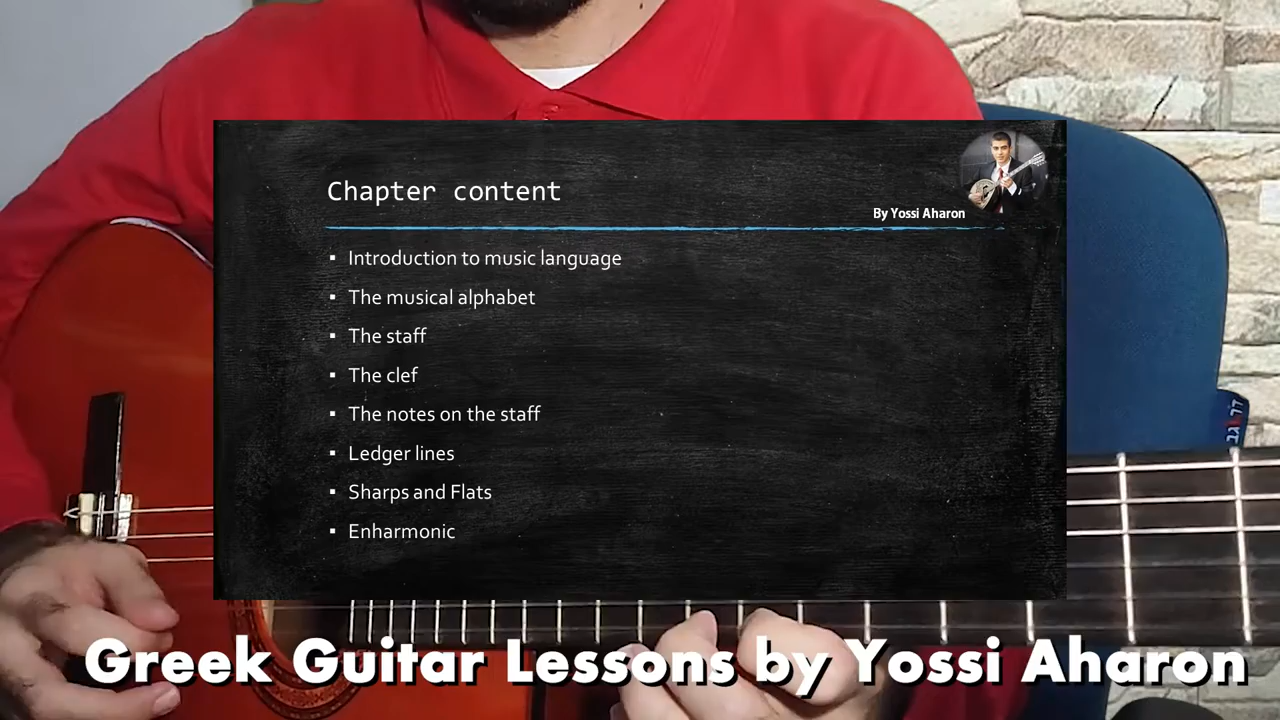 Chapter content
By Yossi Aharon
▪ Introduction to music language
▪ The musical alphabet
▪ The staff
▪ The clef
▪ The notes on the staff
▪ Ledger lines
▪ Sharps and Flats
▪ Enharmonic
Greek Guitar Lessons by Yossi Aharon